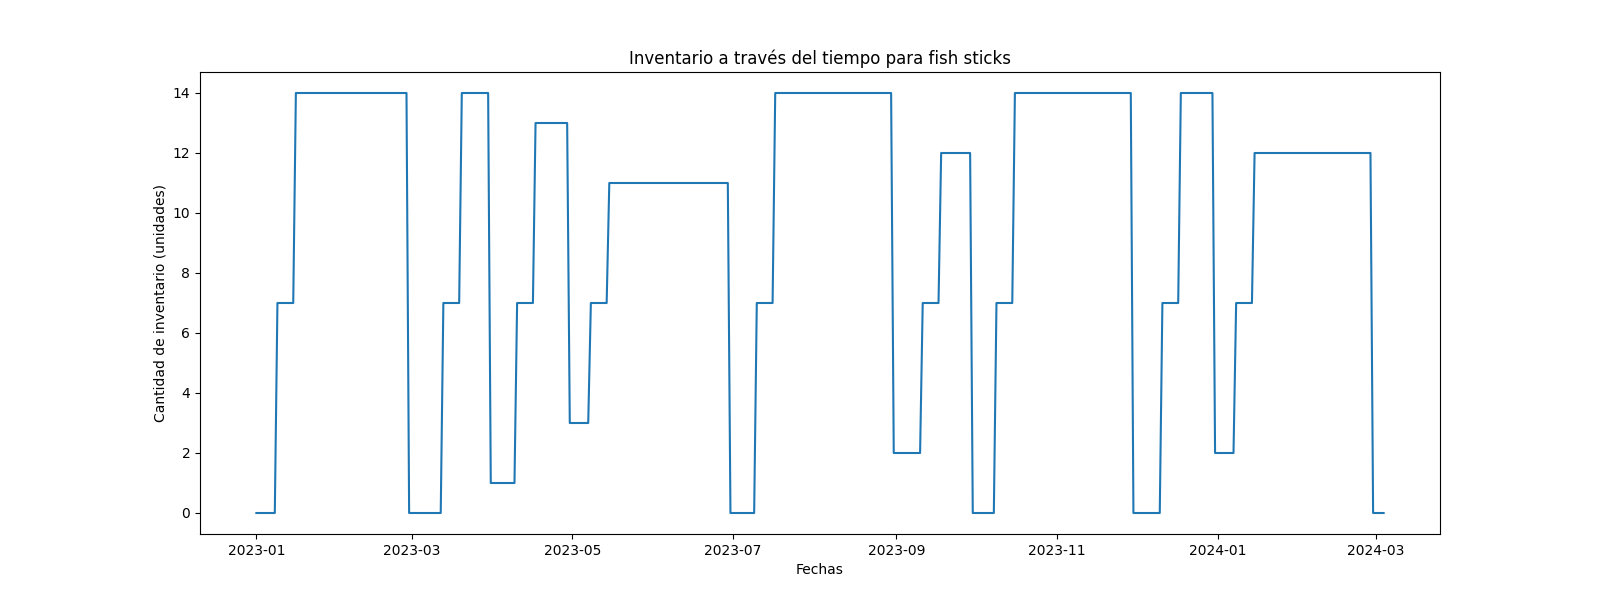 Inventario a través del tiempo para fish sticks
Cantidad de inventario (unidades)
14
12
10
8
6
4
2
0
2023-01 2023-03 2023-05 2023-07 2023-09 2023-11 2024-01 2024-03
Fechas